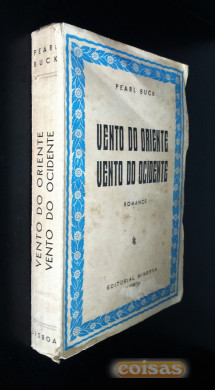 PEARL
BUCK
VENTO DO ORIENTE
VENTO DO OCIDENTE
LISBOA
PEARL BUCK
VENTO DO ORIENTE
VENTO DO OCIDENTE
ROMANCE
EDITORIAL MINERVA
coisas